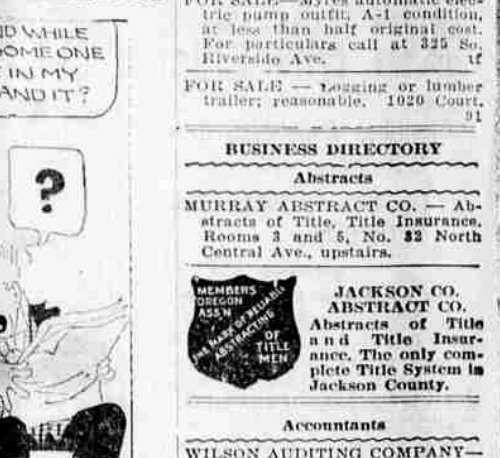 D WHILE
OME ONE
IN MY
AND IT?
?
FOR SALE—Myres automatic elec-
tric pump outfit, A-1 condition,
at less than half original cost.
For particulars call at 325 So.
Riverside Ave. tf
FOR SALE — Logging or lumber
trailer; reasonable. 1020 Court.
91
BUSINESS DIRECTORY
Abstracts
MURRAY ABSTRACT CO. — Ab-
stracts of Title, Title Insurance,
Rooms 3 and 5, No. 32 North
Central Ave., upstairs.
MEMBERS
OREGON
ASS'N
THE MARK OF RELIABLE
ABSTRACTING
OF
TITLE
MEN
JACKSON CO.
ABSTRACT CO.
Abstracts of Title
and Title Insur-
ance. The only com-
plete Title System in
Jackson County.
Accountants
WILSON AUDITING COMPANY—